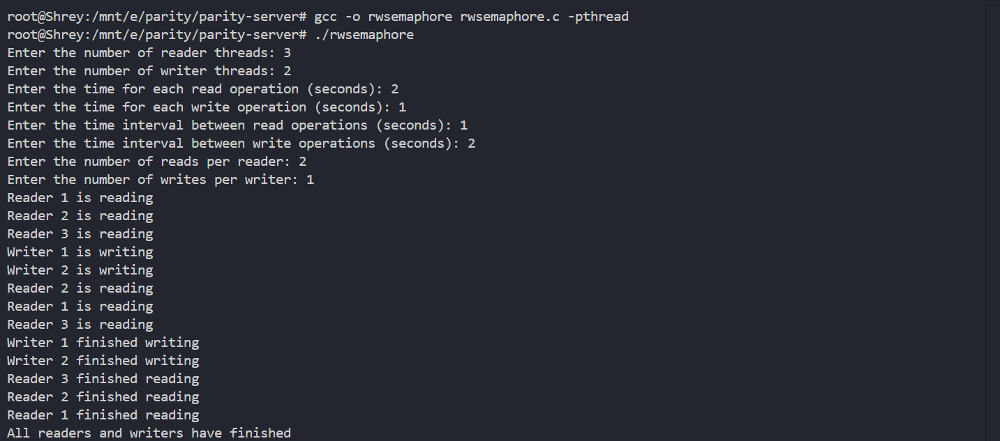 root@Shrey:/mnt/e/parity/parity-server# gcc -o rwsemaphore rwsemaphore.c -pthread
root@Shrey:/mnt/e/parity/parity-server# ./rwsemaphore
Enter the number of reader threads: 3
Enter the number of writer threads: 2
Enter the time for each read operation (seconds): 2
Enter the time for each write operation (seconds): 1
Enter the time interval between read operations (seconds): 1
Enter the time interval between write operations (seconds): 2
Enter the number of reads per reader: 2
Enter the number of writes per writer: 1
Reader 1 is reading
Reader 2 is reading
Reader 3 is reading
Writer 1 is writing
Writer 2 is writing
Reader 2 is reading
Reader 1 is reading
Reader 3 is reading
Writer 1 finished writing
Writer 2 finished writing
Reader 3 finished reading
Reader 2 finished reading
Reader 1 finished reading
All readers and writers have finished